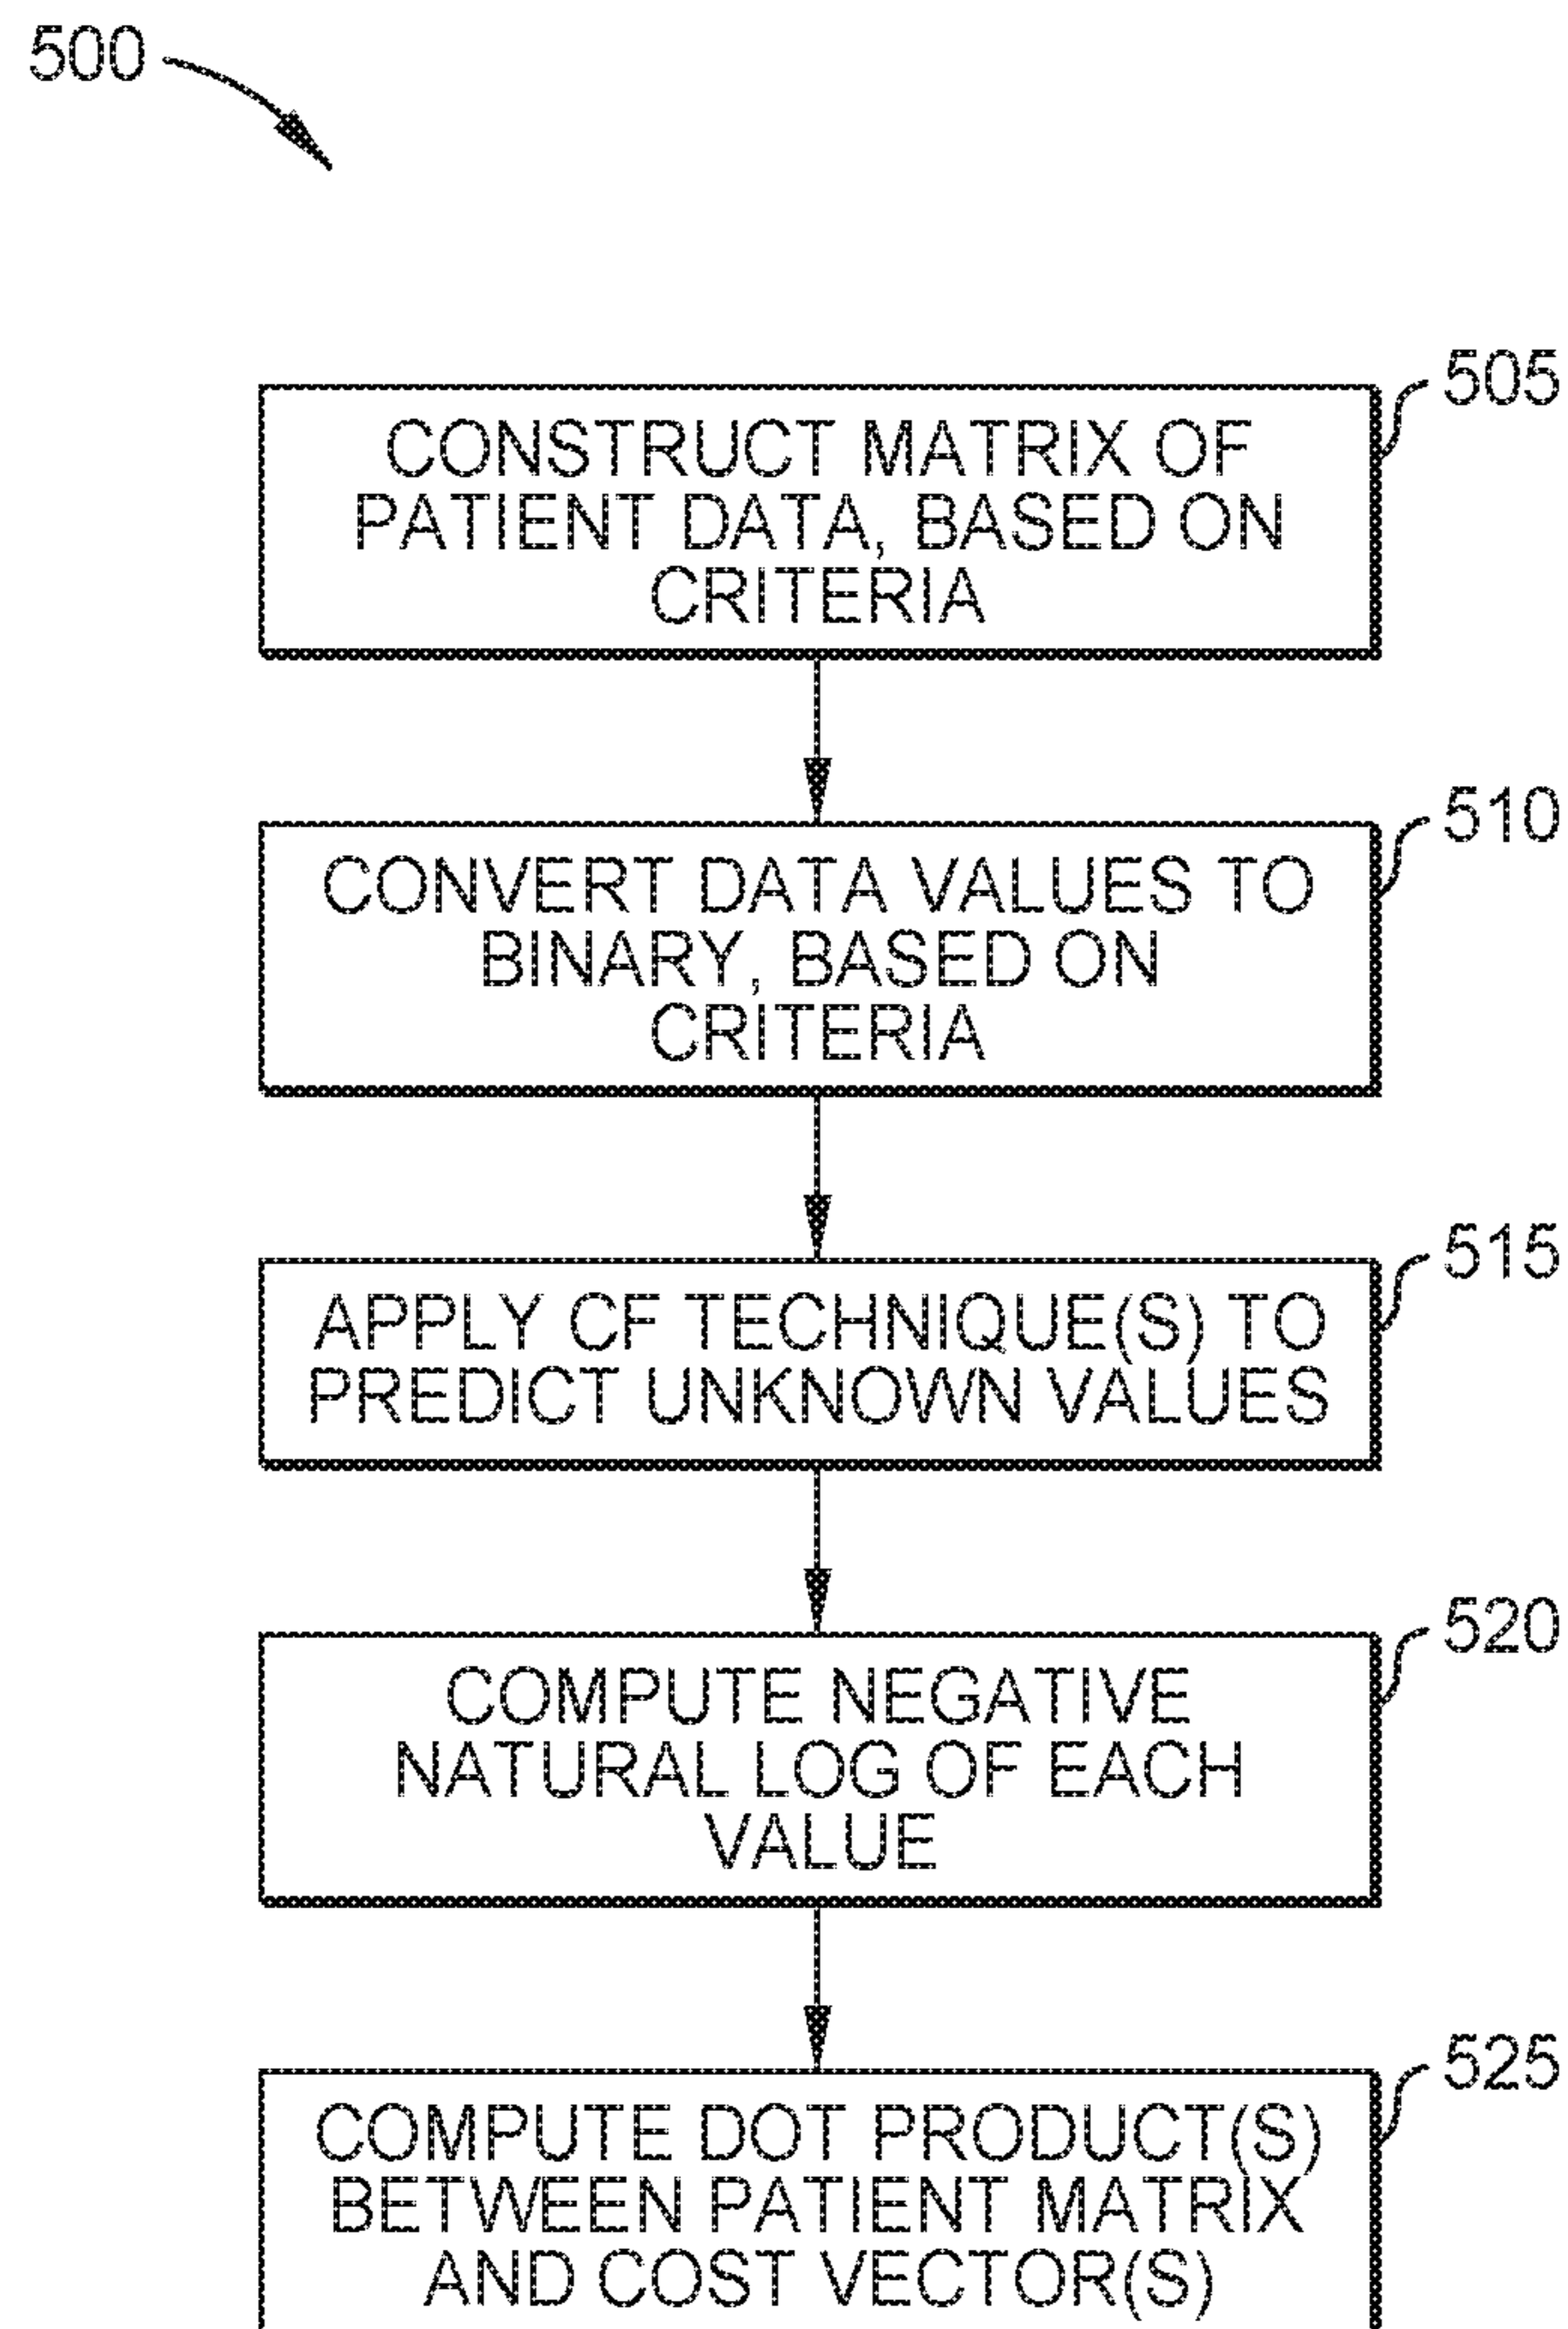 500
505
CONSTRUCT MATRIX OF
PATIENT DATA, BASED ON
CRITERIA
510
CONVERT DATA VALUES TO
BINARY, BASED ON
CRITERIA
515
APPLY CF TECHNIQUE(S) TO
PREDICT UNKNOWN VALUES
520
COMPUTE NEGATIVE
NATURAL LOG OF EACH
VALUE
525
COMPUTE DOT PRODUCT(S)
BETWEEN PATIENT MATRIX
AND COST VECTOR(S)